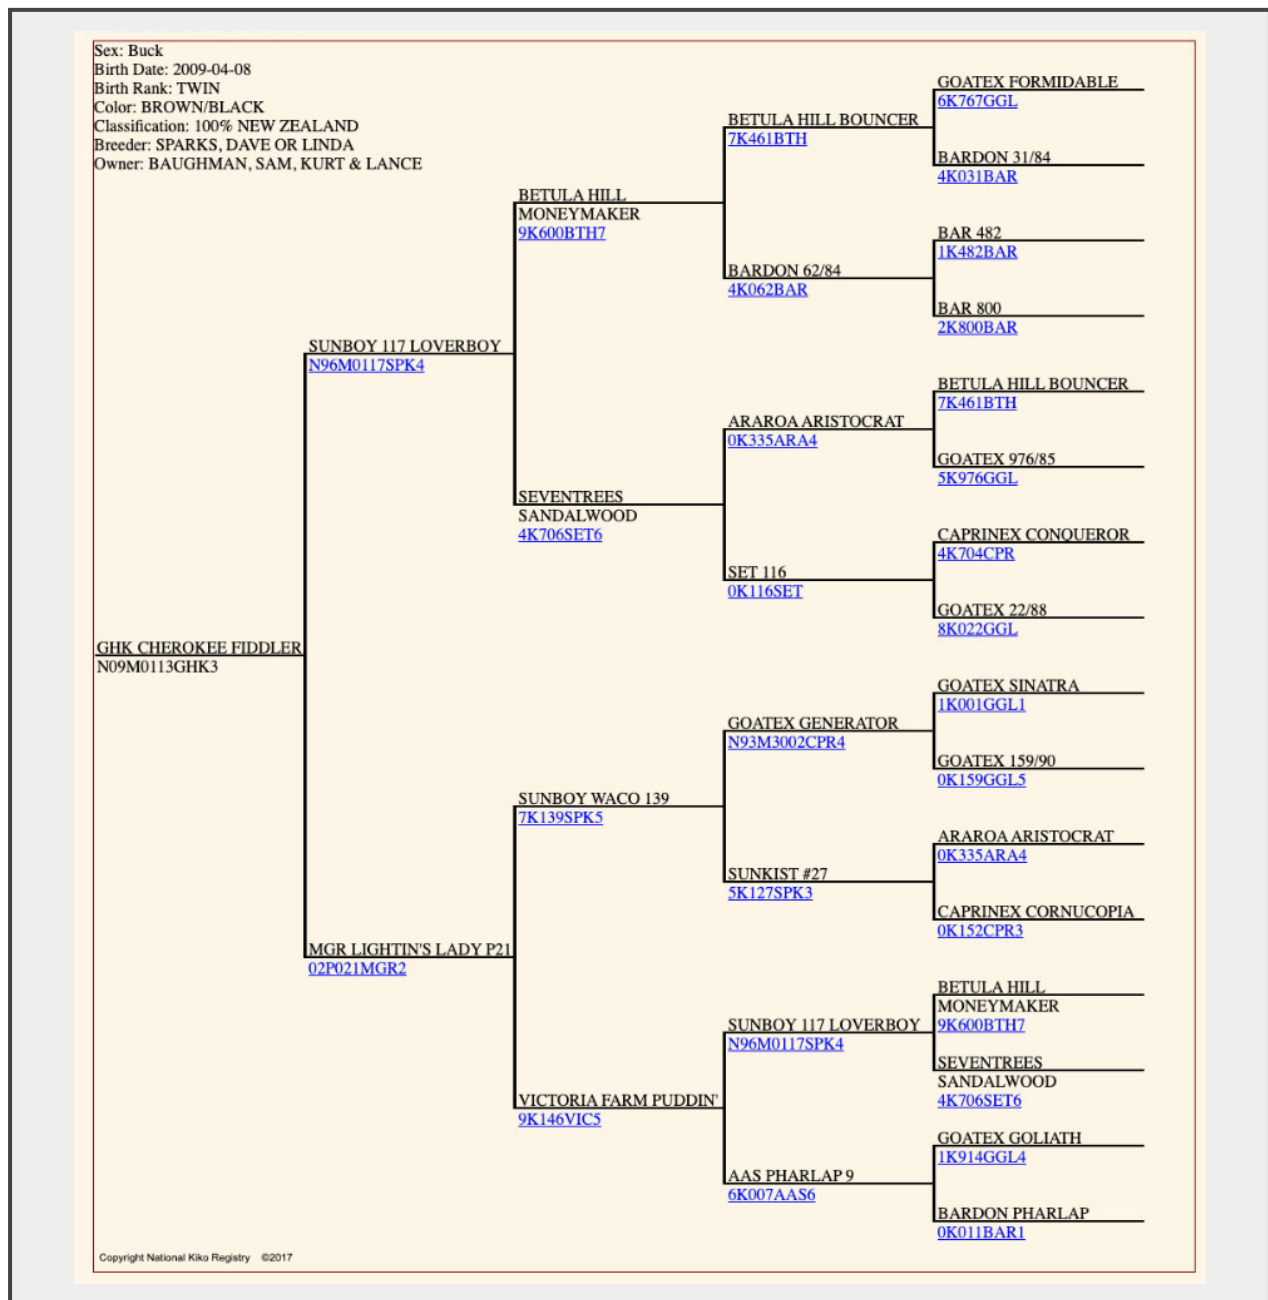 Sex: Buck
Birth Date: 2009-04-08
Birth Rank: TWIN
Color: BROWN/BLACK
Classification: 100% NEW ZEALAND
Breeder: SPARKS, DAVE OR LINDA
Owner: BAUGHMAN, SAM, KURT & LANCE
GHK CHEROKEE FIDDLER
N09M0113GHK3
SUNBOY 117 LOVERBOY
N96M0117SPK4
MGR LIGHTIN'S LADY P21
02P021MGR2
BETULA HILL
MONEYMAKER
9K600BTH7
SEVENTREES
SANDALWOOD
4K706SET6
SUNBOY WACO 139
7K139SPK5
VICTORIA FARM PUDDIN'
9K146VIC5
BETULA HILL BOUNCER
7K461BTH
BARDON 62/84
4K062BAR
ARAROA ARISTOCRAT
0K335ARA4
SET 116
0K116SET
GOATEX GENERATOR
N93M3002CPR4
SUNKIST #27
5K127SPK3
SUNBOY 117 LOVERBOY
N96M0117SPK4
AAS PHARLAP 9
6K007AAS6
GOATEX FORMIDABLE
6K767GGL
BARDON 31/84
4K031BAR
BAR 482
1K482BAR
BAR 800
2K800BAR
BETULA HILL BOUNCER
7K461BTH
GOATEX 976/85
5K976GGL
CAPRINEX CONQUEROR
4K704CPR
GOATEX 22/88
8K022GGL
GOATEX SINATRA
1K001GGL1
GOATEX 159/90
0K159GGL5
ARAROA ARISTOCRAT
0K335ARA4
CAPRINEX CORNUCOPIA
0K152CPR3
BETULA HILL
MONEYMAKER
9K600BTH7
SEVENTREES
SANDALWOOD
4K706SET6
GOATEX GOLIATH
1K914GGL4
BARDON PHARLAP
0K011BAR1
Copyright National Kiko Registry ©2017